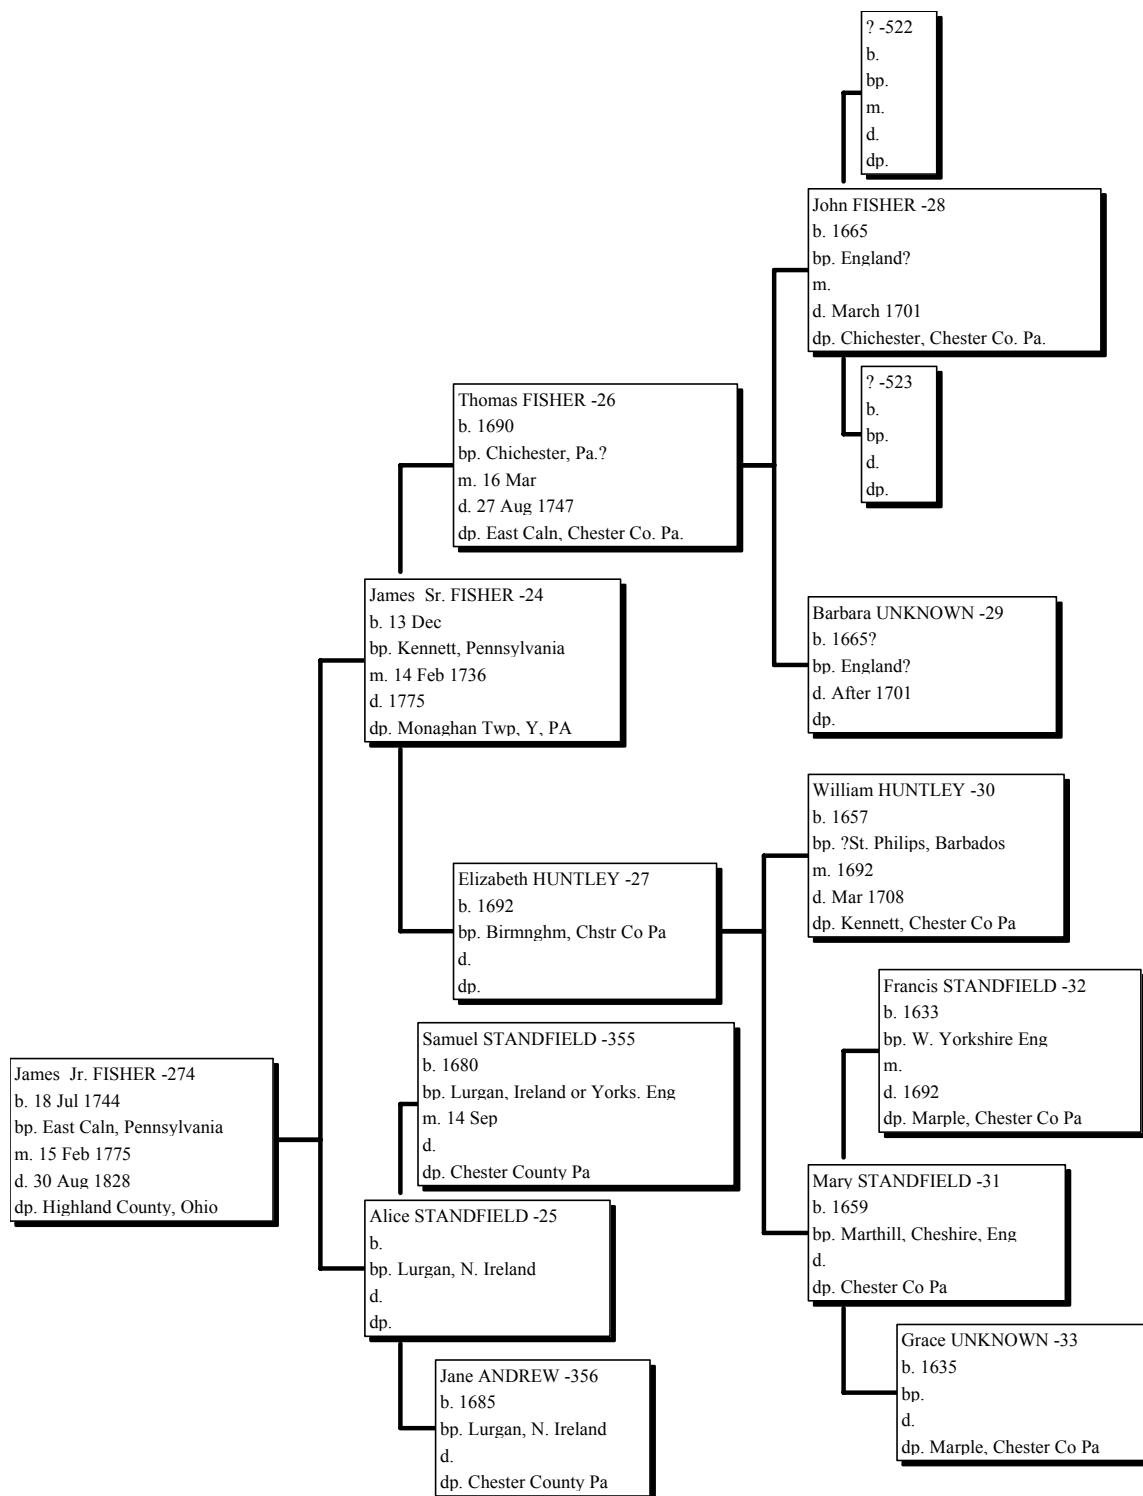 ? -522
b.
bp.
m.
d.
dp.
John FISHER -28
b. 1665
bp. England?
m.
d. March 1701
dp. Chichester, Chester Co. Pa.
? -523
b.
bp.
d.
dp.
Thomas FISHER -26
b. 1690
bp. Chichester, Pa.?
m. 16 Mar
d. 27 Aug 1747
dp. East Caln, Chester Co. Pa.
James  Sr. FISHER -24
b. 13 Dec
bp. Kennett, Pennsylvania
m. 14 Feb 1736
d. 1775
dp. Monaghan Twp, Y, PA
Barbara UNKNOWN -29
b. 1665?
bp. England?
d. After 1701
dp.
William HUNTLEY -30
b. 1657
bp. ?St. Philips, Barbados
m. 1692
d. Mar 1708
dp. Kennett, Chester Co Pa
Elizabeth HUNTLEY -27
b. 1692
bp. Birmnghm, Chstr Co Pa
d.
dp.
Francis STANDFIELD -32
b. 1633
bp. W. Yorkshire Eng
m.
d. 1692
dp. Marple, Chester Co Pa
Samuel STANDFIELD -355
b. 1680
bp. Lurgan, Ireland or Yorks. Eng
m. 14 Sep
d.
dp. Chester County Pa
James  Jr. FISHER -274
b. 18 Jul 1744
bp. East Caln, Pennsylvania
m. 15 Feb 1775
d. 30 Aug 1828
dp. Highland County, Ohio
Mary STANDFIELD -31
b. 1659
bp. Marthill, Cheshire, Eng
d.
dp. Chester Co Pa
Alice STANDFIELD -25
b.
bp. Lurgan, N. Ireland
d.
dp.
Grace UNKNOWN -33
b. 1635
bp.
d.
dp. Marple, Chester Co Pa
Jane ANDREW -356
b. 1685
bp. Lurgan, N. Ireland
d.
dp. Chester County Pa